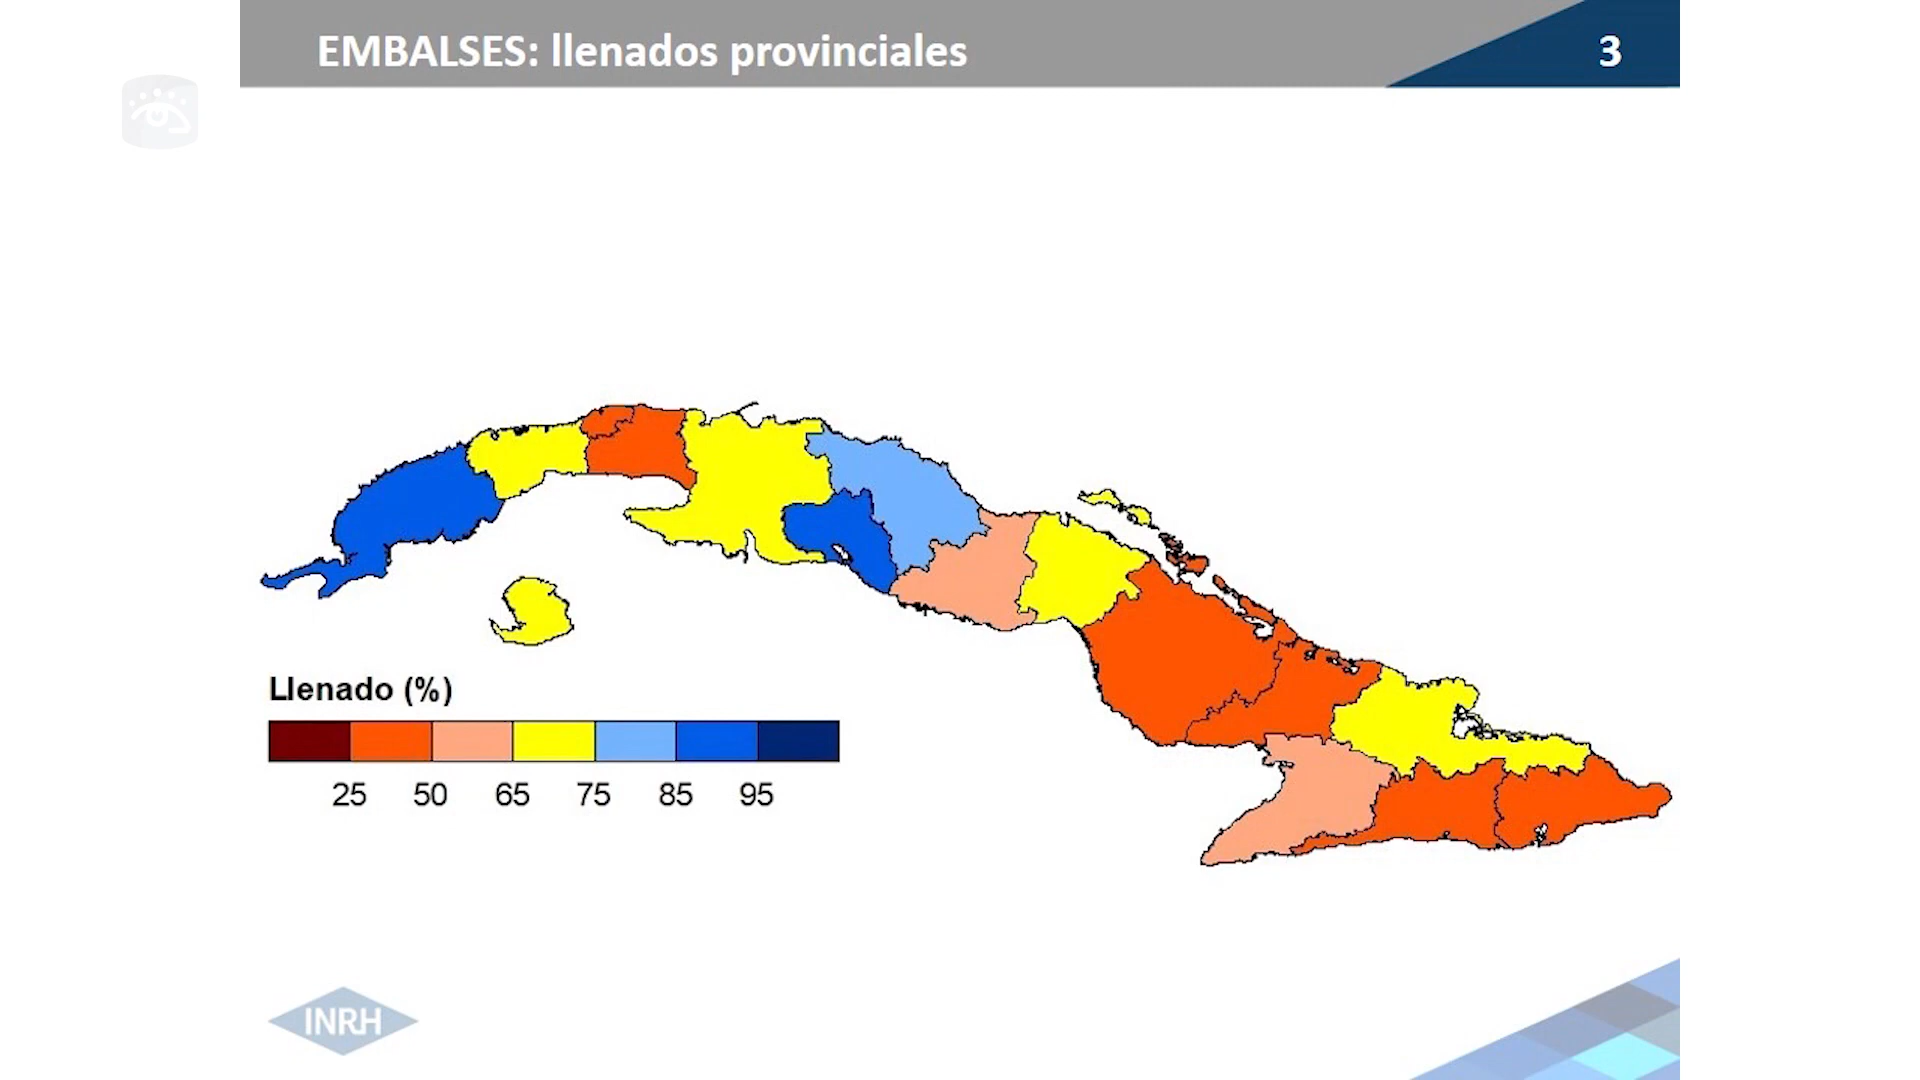 EMBALSES: llenados provinciales
3
Llenado (%)
25 50 65 75 85 95
INRH